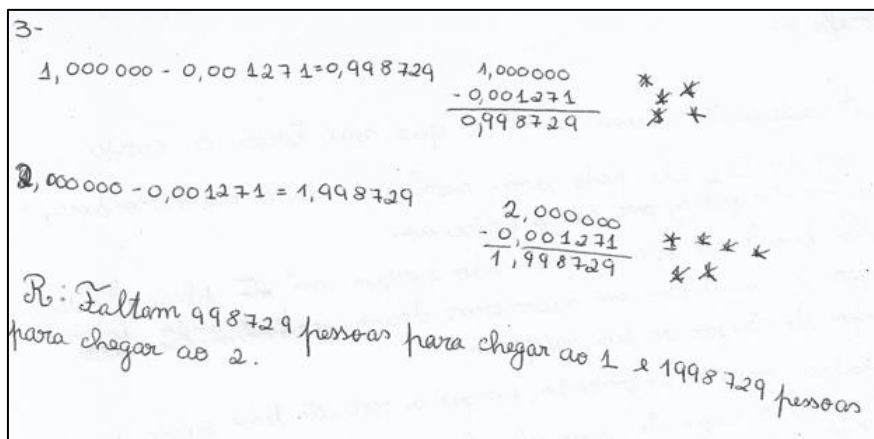 3-
1,000 000 - 0,001271=0,998729
1,000000
- 0,001271
0,998729
2,000000 - 0,001271 = 1,998729
2,000000
- 0,001271
1,998729
R: Faltam 998729 pessoas para chegar ao 1 e 1998729 pessoas
para chegar ao 2.